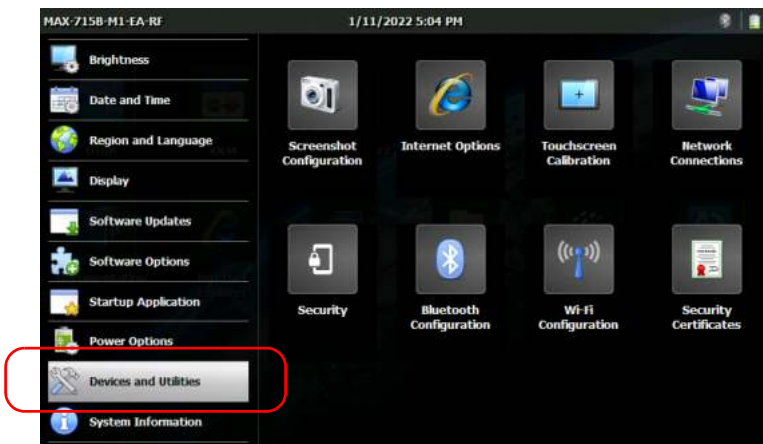 MAX-715B-M1-EA-RF 1/11/2022 5:04 PM
Brightness
Date and Time
Region and Language
Display
Software Updates
Software Options
Startup Application
Power Options
Devices and Utilities
System Information
Screenshot
Configuration
Internet Options
Touchscreen
Calibration
Network
Connections
Security
Bluetooth
Configuration
Wi-Fi
Configuration
Security
Certificates